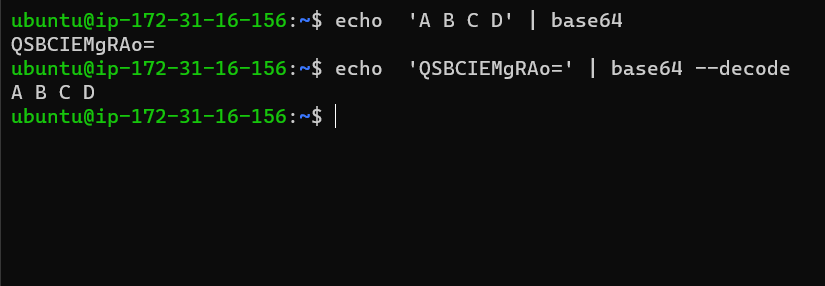 ubuntu@ip-172-31-16-156:~$ echo  'A B C D' | base64
QSBCIEMgRAo=
ubuntu@ip-172-31-16-156:~$ echo  'QSBCIEMgRAo=' | base64 --decode
A B C D
ubuntu@ip-172-31-16-156:~$